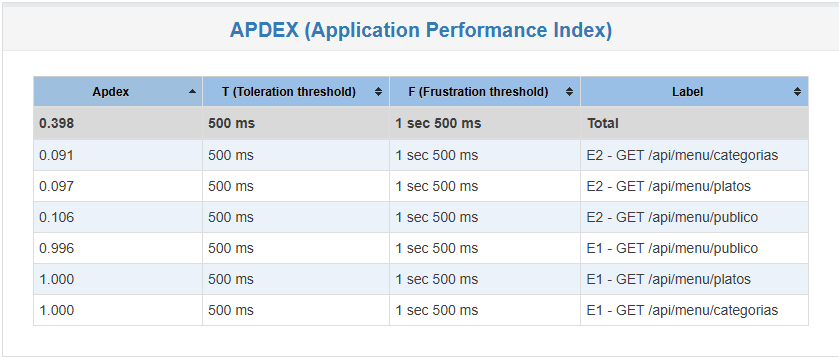 APDEX (Application Performance Index)
Apdex T (Toleration threshold) F (Frustration threshold) Label
0.398 500 ms 1 sec 500 ms Total
0.091 500 ms 1 sec 500 ms E2 - GET /api/menu/categorias
0.097 500 ms 1 sec 500 ms E2 - GET /api/menu/platos
0.106 500 ms 1 sec 500 ms E2 - GET /api/menu/publico
0.996 500 ms 1 sec 500 ms E1 - GET /api/menu/publico
1.000 500 ms 1 sec 500 ms E1 - GET /api/menu/platos
1.000 500 ms 1 sec 500 ms E1 - GET /api/menu/categorias